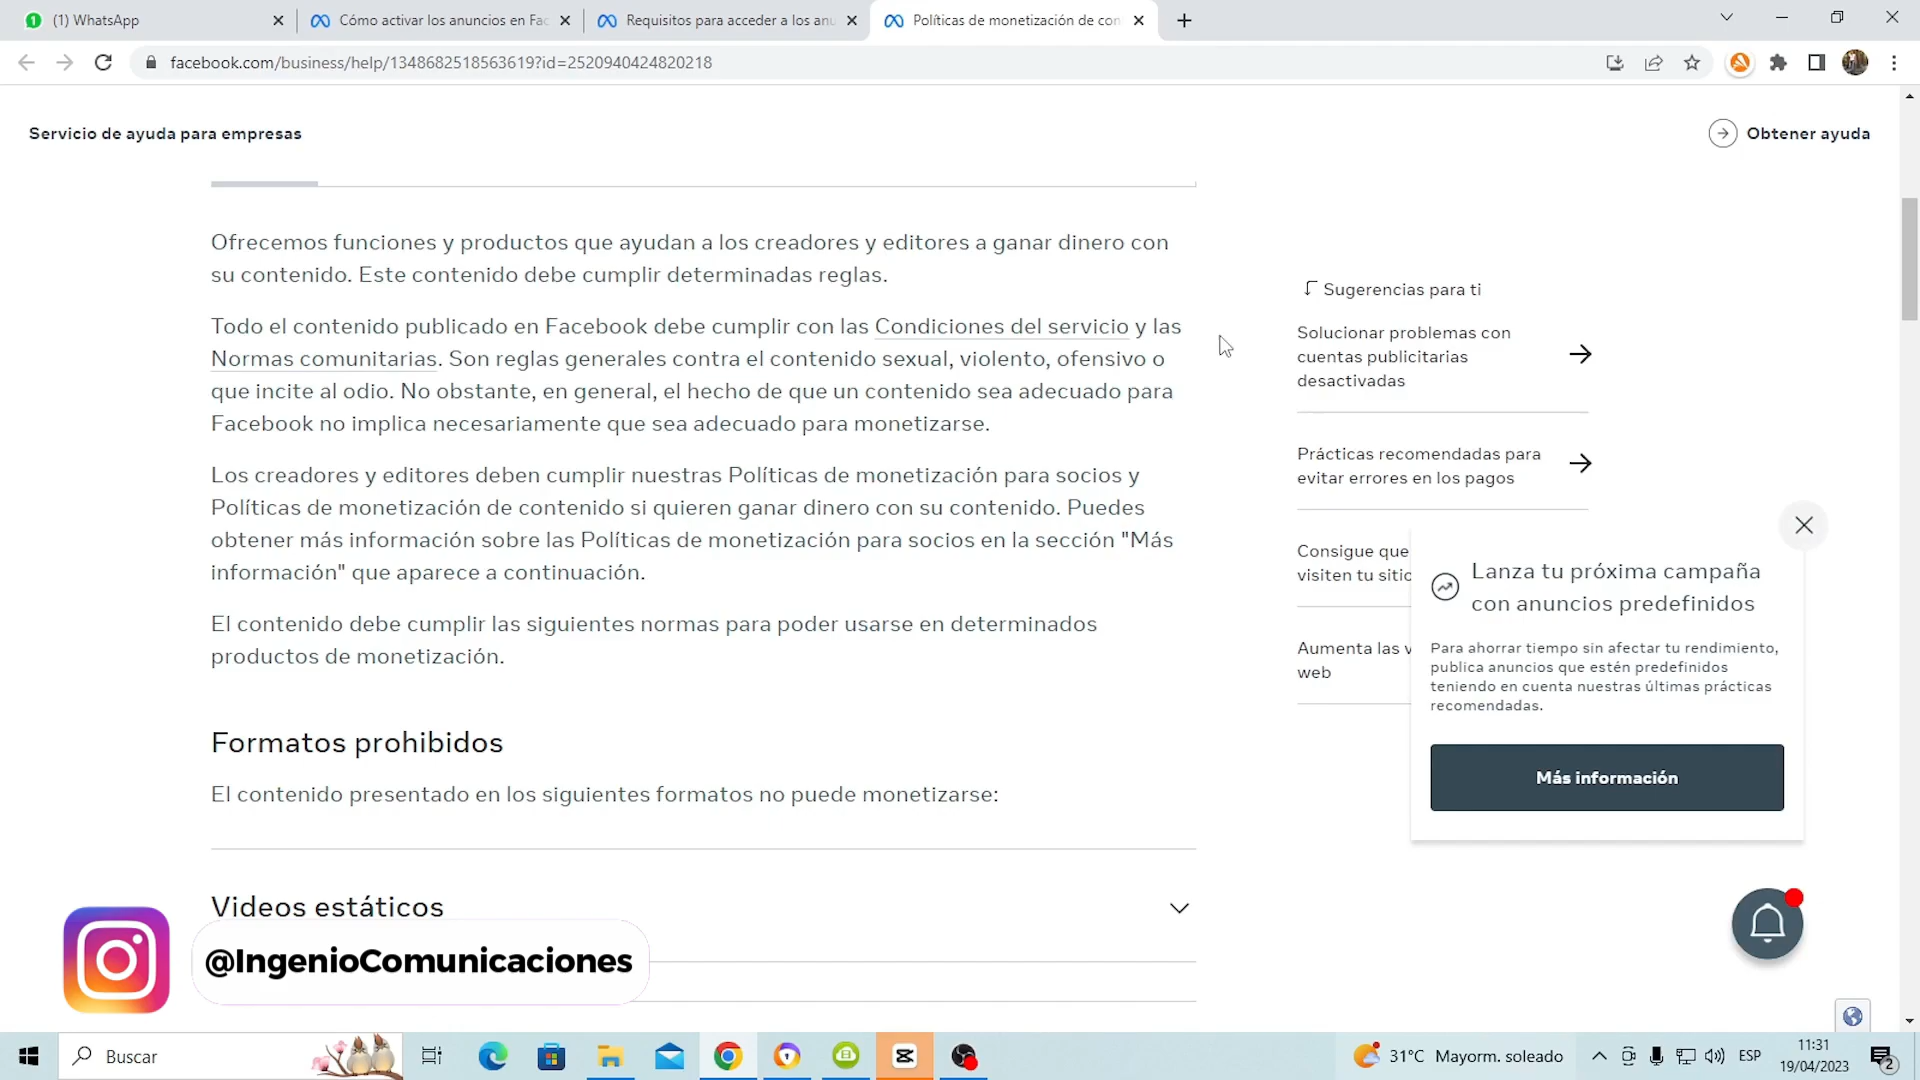 (1) WhatsApp
Cómo activar los anuncios en Fac
Requisitos para acceder a los anu
Políticas de monetización de con
facebook.com/business/help/1348682518563619?id=2520940424820218
Servicio de ayuda para empresas
Obtener ayuda
Ofrecemos funciones y productos que ayudan a los creadores y editores a ganar dinero con
su contenido. Este contenido debe cumplir determinadas reglas.
Todo el contenido publicado en Facebook debe cumplir con las Condiciones del servicio y las
Normas comunitarias. Son reglas generales contra el contenido sexual, violento, ofensivo o
que incite al odio. No obstante, en general, el hecho de que un contenido sea adecuado para
Facebook no implica necesariamente que sea adecuado para monetizarse.
Los creadores y editores deben cumplir nuestras Políticas de monetización para socios y
Políticas de monetización de contenido si quieren ganar dinero con su contenido. Puedes
obtener más información sobre las Políticas de monetización para socios en la sección "Más
información" que aparece a continuación.
El contenido debe cumplir las siguientes normas para poder usarse en determinados
productos de monetización.
Formatos prohibidos
El contenido presentado en los siguientes formatos no puede monetizarse:
Videos estáticos
@IngenioComunicaciones
Sugerencias para ti
Solucionar problemas con
cuentas publicitarias
desactivadas
Prácticas recomendadas para
evitar errores en los pagos
Consigue que
visiten tu sitio
Aumenta las v
web
Lanza tu próxima campaña
con anuncios predefinidos
Para ahorrar tiempo sin afectar tu rendimiento,
publica anuncios que estén predefinidos
teniendo en cuenta nuestras últimas prácticas
recomendadas.
Más información
Buscar
31°C Mayorm. soleado
ESP
11:31
19/04/2023
2